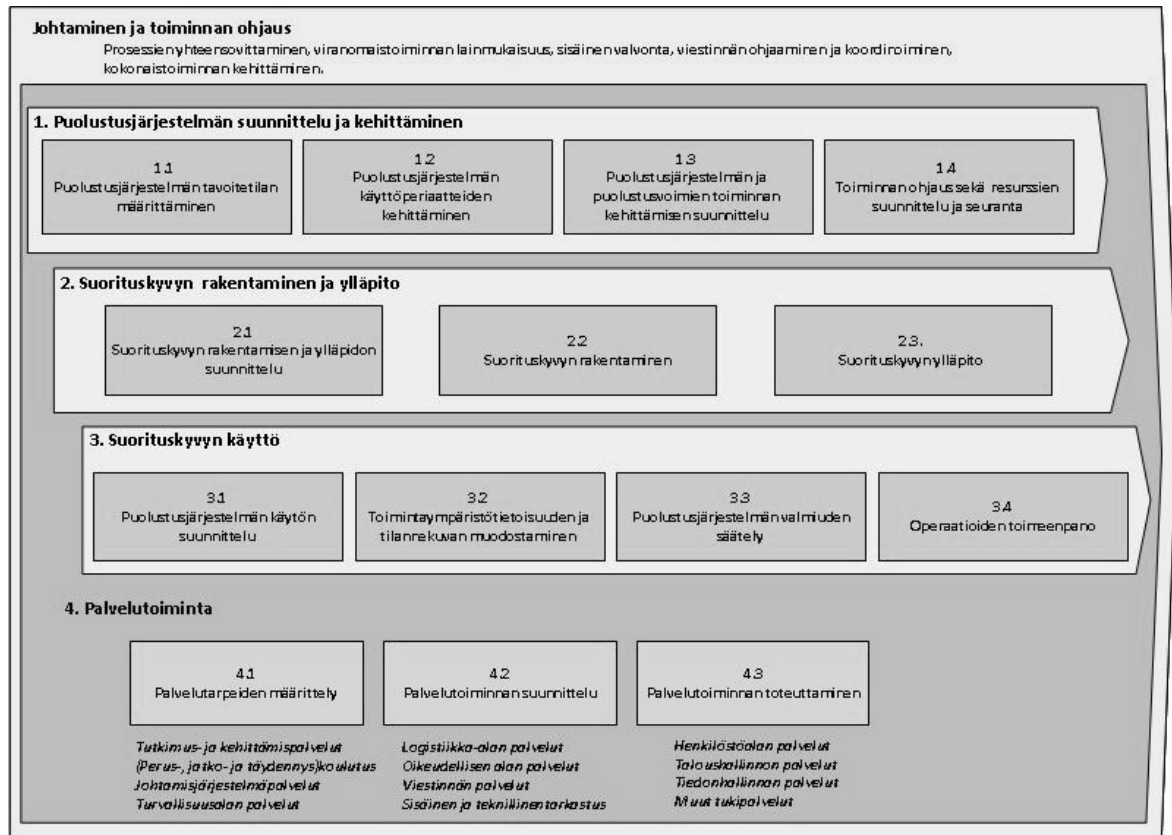 Johtaminen ja toiminnan ohjaus
Prosessien yhteensovittaminen, viranomaistoiminnan lainmukaisuus, sisäinen valvonta, viestinnän ohjaaminen ja koordinoiminen,
kokonaistoiminnan kehittäminen.
1. Puolustusjärjestelmän suunnittelu ja kehittäminen
1.1
Puolustusjärjestelmän tavoitetilan
määrittäminen
1.2
Puolustusjärjestelmän
käyttöperiaatteiden
kehittäminen
1.3
Puolustusjärjestelmän ja
puolustusvoimien toiminnan
kehittämisen suunnittelu
1.4
Toiminnan ohjaus sekä resurssien
suunnittelu ja seuranta
2. Suorituskyvyn rakentaminen ja ylläpito
2.1
Suorituskyvyn rakentamisen ja ylläpidon
suunnittelu
2.2
Suorituskyvyn rakentaminen
2.3.
Suorituskyvyn ylläpito
3. Suorituskyvyn käyttö
3.1
Puolustusjärjestelmän käytön
suunnittelu
3.2
Toimintaympäristötietoisuuden ja
tilannekuvan muodostaminen
3.3
Puolustusjärjestelmän valmiuden
säätely
3.4
Operaatioiden toimeenpano
4. Palvelutoiminta
4.1
Palvelutarpeiden määrittely
4.2
Palvelutoiminnan suunnittelu
4.3
Palvelutoiminnan toteuttaminen
Tutkimus- ja kehittämispalvelut
(Perus-, jatko- ja täydennys)koulutus
Johtamisjärjestelmäpalvelut
Turvallisuusalan palvelut
Logistiikka-alan palvelut
Oikeudellisen alan palvelut
Viestinnän palvelut
Sisäinen ja teknillinen tarkastus
Henkilöstöalan palvelut
Taloushallinnon palvelut
Tiedonhallinnan palvelut
Muut tukipalvelut